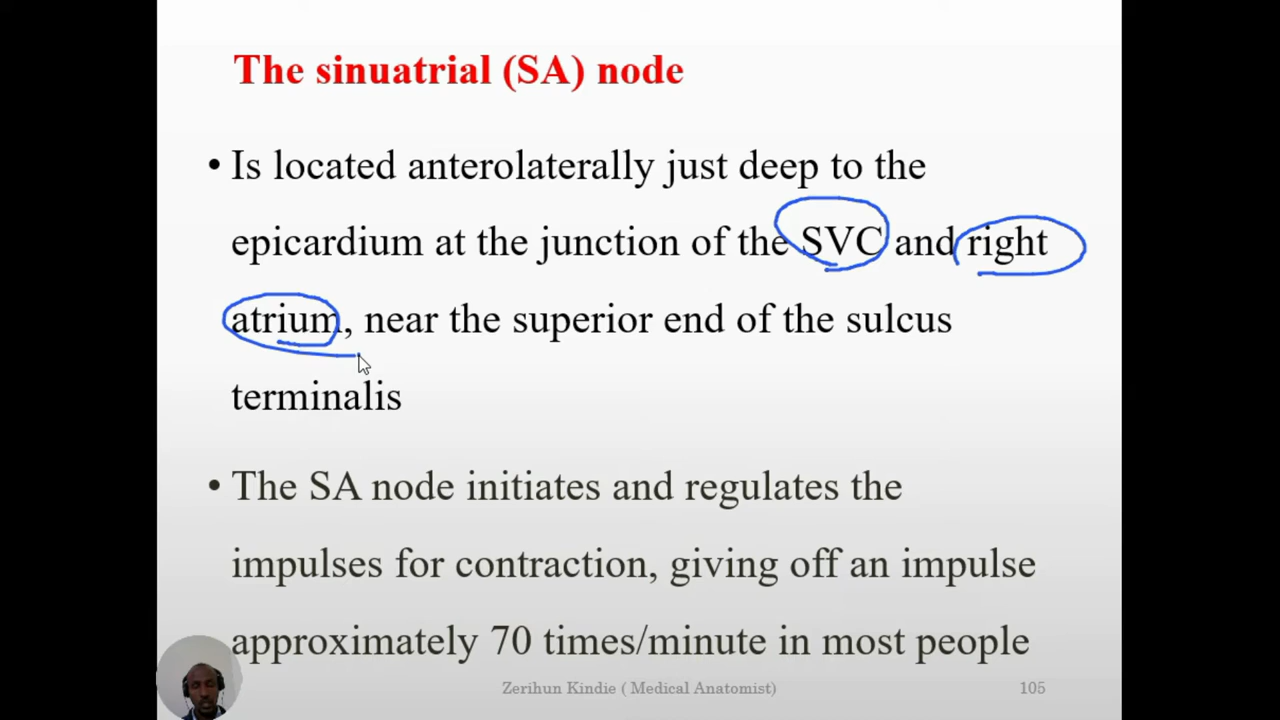 The sinuatrial (SA) node
• Is located anterolaterally just deep to the
epicardium at the junction of the SVC and right
atrium, near the superior end of the sulcus
terminalis
• The SA node initiates and regulates the
impulses for contraction, giving off an impulse
approximately 70 times/minute in most people
Zerihun Kindie ( Medical Anatomist) 105